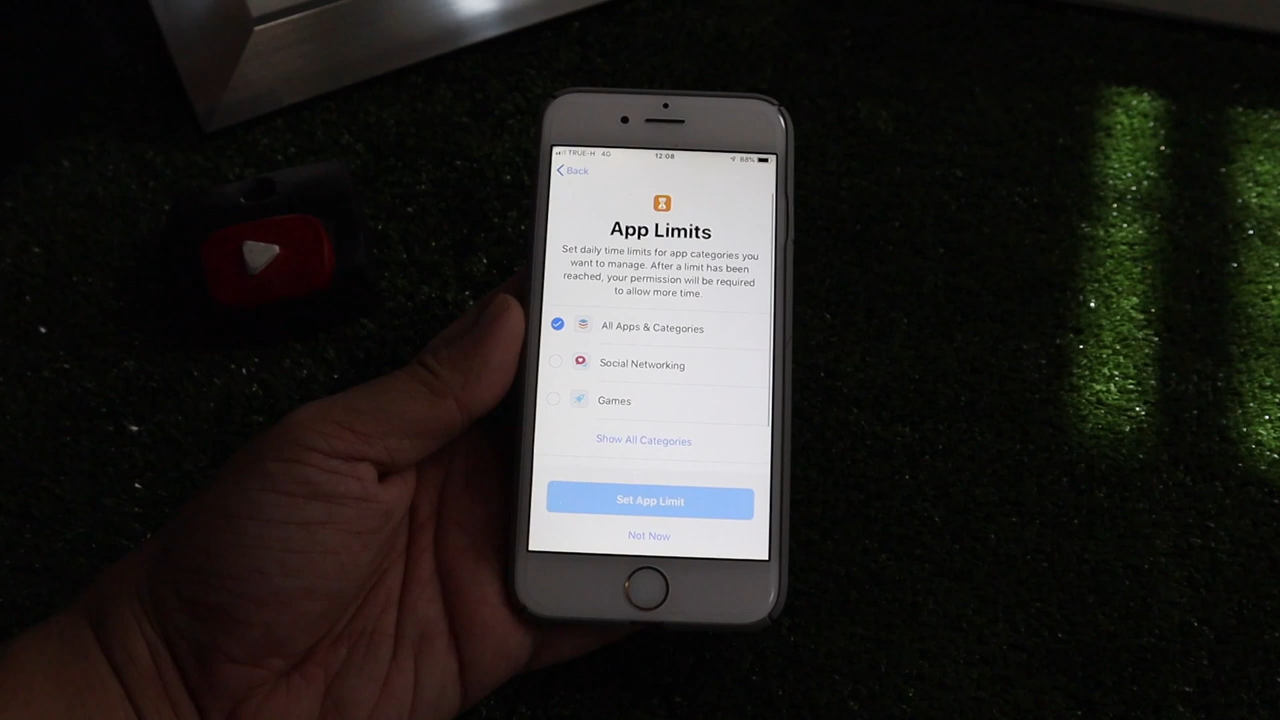 TRUE-H 4G 12:08 88%
Back
App Limits
Set daily time limits for app categories you
want to manage. After a limit has been
reached, your permission will be required
to allow more time.
All Apps & Categories
Social Networking
Games
Show All Categories
Set App Limit
Not Now